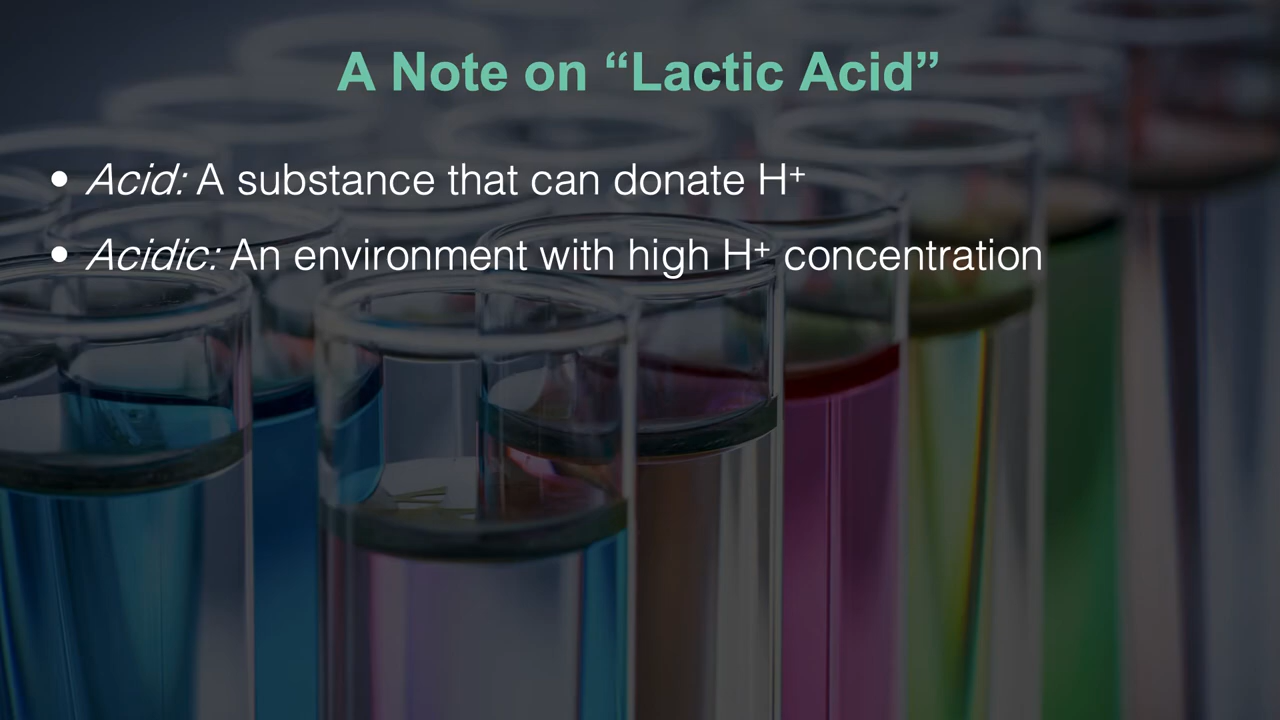 A Note on “Lactic Acid”
• Acid: A substance that can donate H⁺
• Acidic: An environment with high H⁺ concentration